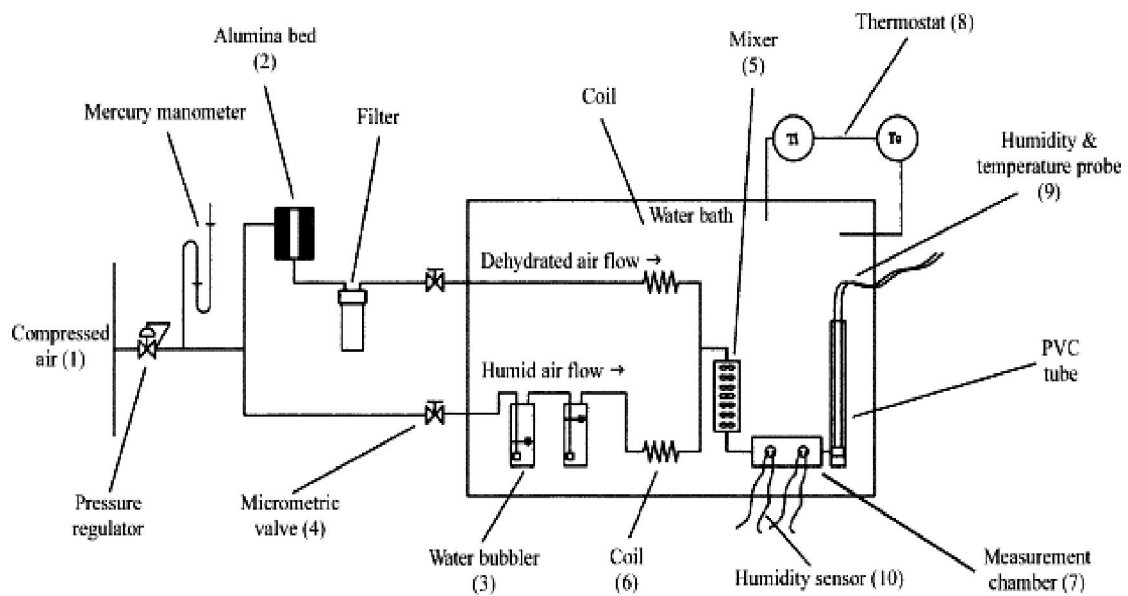 Alumina bed
(2)
Mixer
(5)
Thermostat (8)
Mercury manometer
Filter
Coil
T1
Te
Humidity &
temperature probe
(9)
Water bath
Dehydrated air flow →
Compressed
air (1)
Humid air flow →
PVC
tube
Pressure
regulator
Micrometric
valve (4)
Water bubbler
(3)
Coil
(6)
Humidity sensor (10)
Measurement
chamber (7)